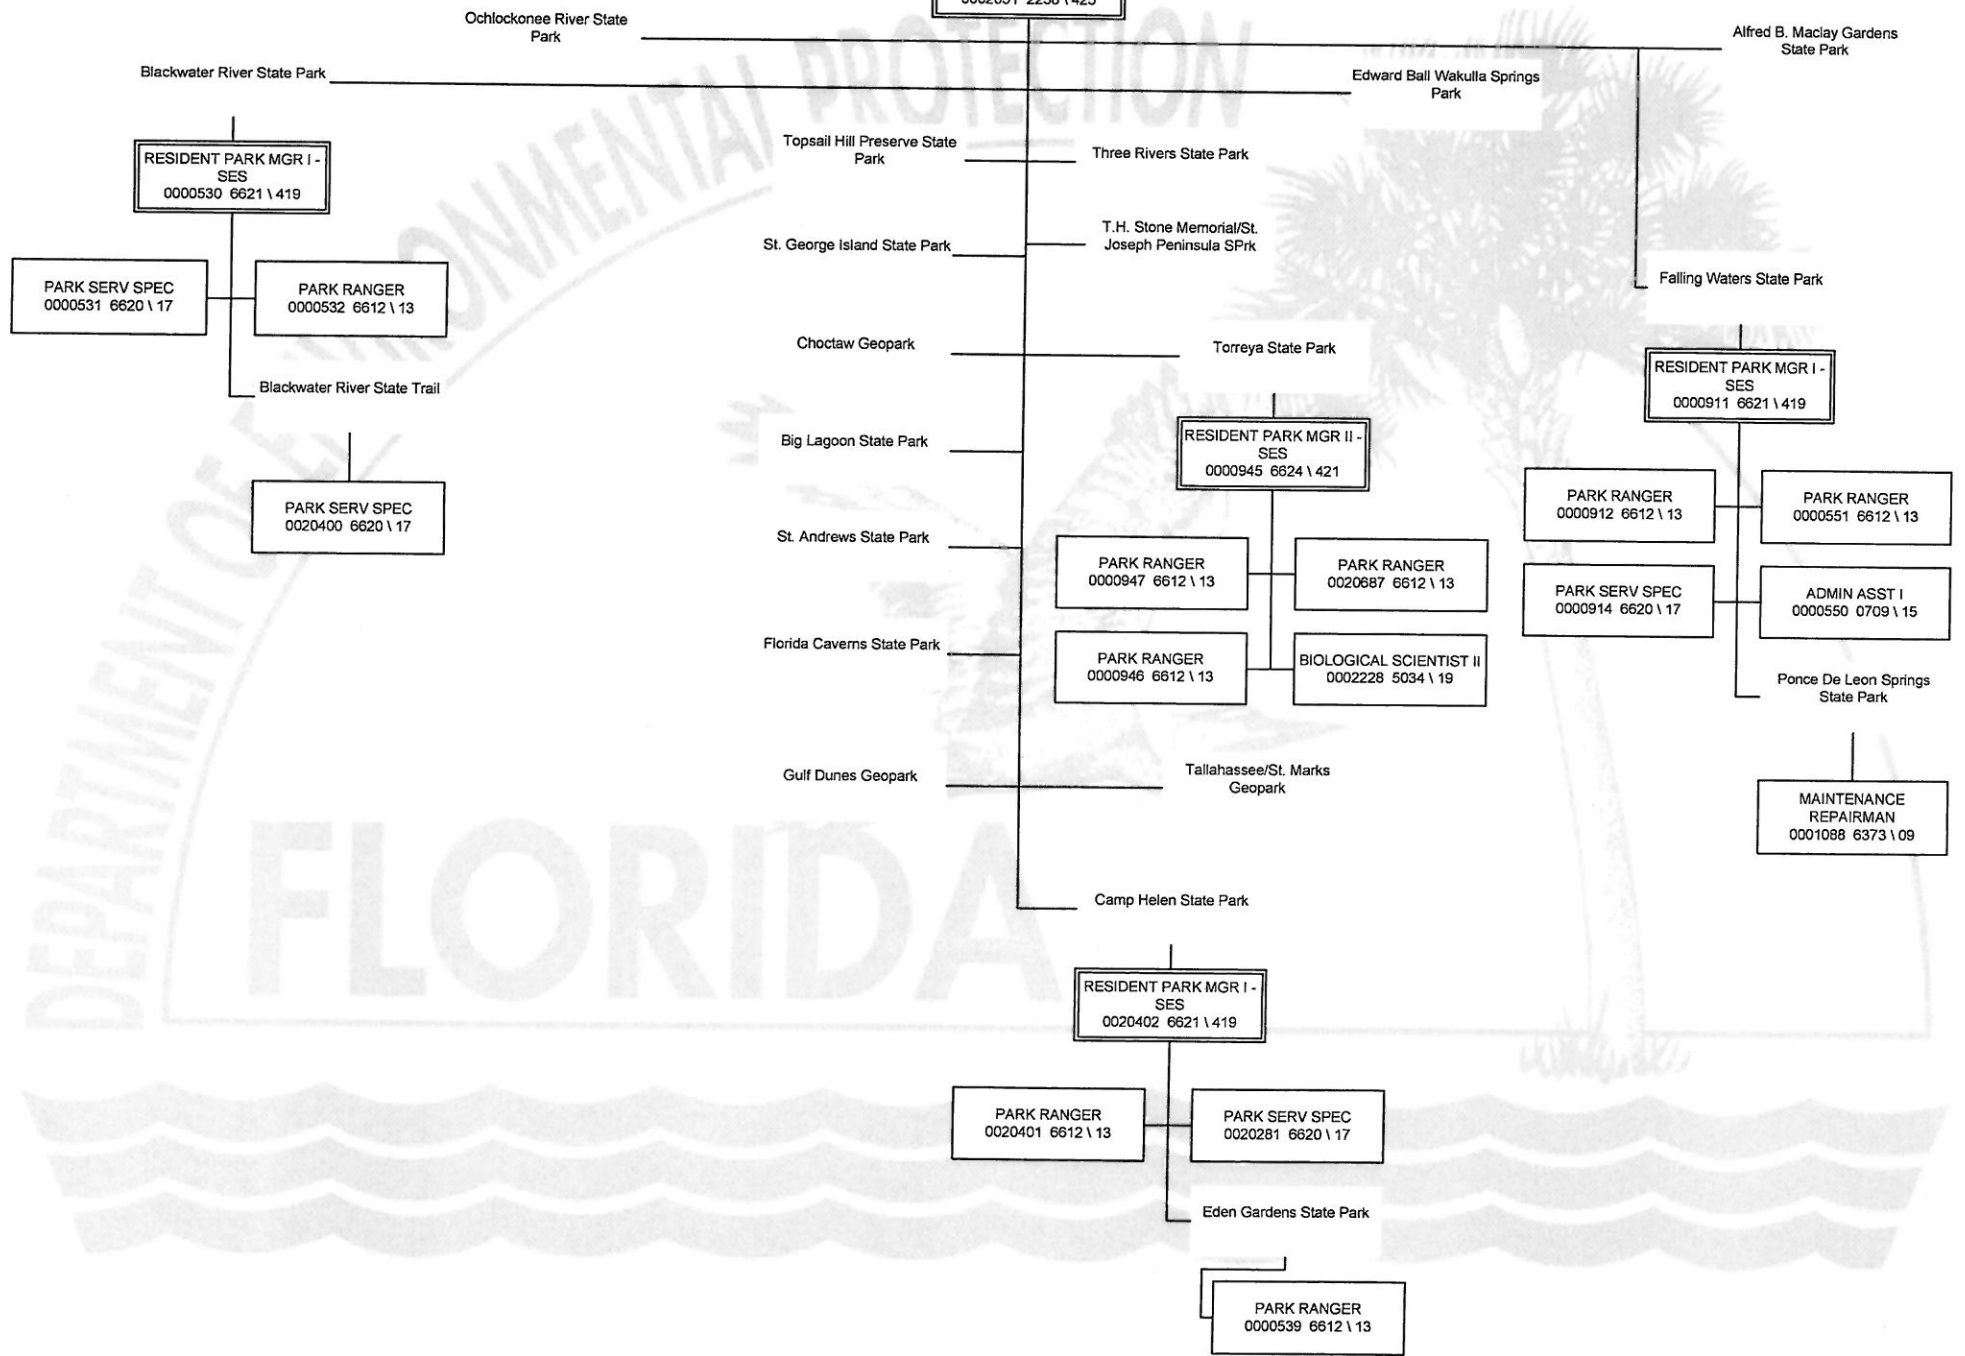 Ochlockonee River State
Park
Alfred B. Maclay Gardens
State Park
Blackwater River State Park
Edward Ball Wakulla Springs
Park
RESIDENT PARK MGR I -
SES
0000530 6621 \ 419
PARK SERV SPEC
0000531 6620 \ 17
PARK RANGER
0000532 6612 \ 13
Blackwater River State Trail
PARK SERV SPEC
0020400 6620 \ 17
Topsail Hill Preserve State
Park
Three Rivers State Park
St. George Island State Park
T.H. Stone Memorial/St.
Joseph Peninsula SPrk
Choctaw Geopark
Torreya State Park
RESIDENT PARK MGR II -
SES
0000945 6624 \ 421
PARK RANGER
0000947 6612 \ 13
PARK RANGER
0020687 6612 \ 13
PARK RANGER
0000946 6612 \ 13
BIOLOGICAL SCIENTIST II
0002228 5034 \ 19
Big Lagoon State Park
St. Andrews State Park
Florida Caverns State Park
Gulf Dunes Geopark
Tallahassee/St. Marks
Geopark
Falling Waters State Park
RESIDENT PARK MGR I -
SES
0000911 6621 \ 419
PARK RANGER
0000912 6612 \ 13
PARK RANGER
0000551 6612 \ 13
PARK SERV SPEC
0000914 6620 \ 17
ADMIN ASST I
0000550 0709 \ 15
Ponce De Leon Springs
State Park
MAINTENANCE
REPAIRMAN
0001088 6373 \ 09
Camp Helen State Park
RESIDENT PARK MGR I -
SES
0020402 6621 \ 419
PARK RANGER
0020401 6612 \ 13
PARK SERV SPEC
0020281 6620 \ 17
Eden Gardens State Park
PARK RANGER
0000539 6612 \ 13
DEPARTMENT OF PROTECTION
FLORIDA